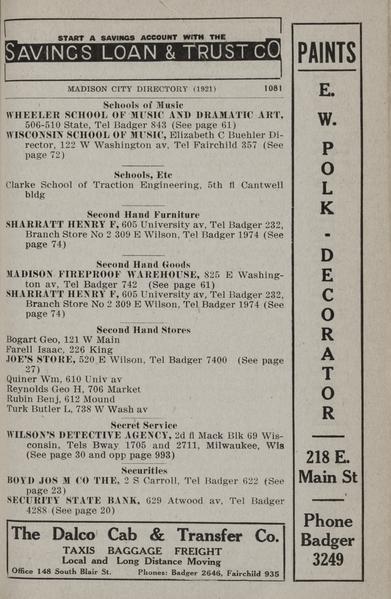 START A SAVINGS ACCOUNT WITH THE
SAVINGS LOAN & TRUST CO
MADISON CITY DIRECTORY (1921) 1081
Schools of Music
WHEELER SCHOOL OF MUSIC AND DRAMATIC ART,
506-510 State, Tel Badger 843 (See page 61)
WISCONSIN SCHOOL OF MUSIC, Elizabeth C Buehler Di-
rector, 122 W Washington av, Tel Fairchild 357 (See
page 72)
Schools, Etc
Clarke School of Traction Engineering, 5th fl Cantwell
bldg
Second Hand Furniture
SHARRATT HENRY F, 605 University av, Tel Badger 232,
Branch Store No 2 309 E Wilson, Tel Badger 1974 (See
page 74)
Second Hand Goods
MADISON FIREPROOF WAREHOUSE, 825 E Washing-
ton av, Tel Badger 742 (See page 61)
SHARRATT HENRY F, 605 University av, Tel Badger 232,
Branch Store No 2 309 E Wilson, Tel Badger 1974 (See
page 74)
Second Hand Stores
Bogart Geo, 121 W Main
Farell Isaac, 226 King
JOE'S STORE, 520 E Wilson, Tel Badger 7400 (See page
27)
Quiner Wm, 610 Univ av
Reynolds Geo H, 706 Market
Rubin Benj, 612 Mound
Turk Butler L, 738 W Wash av
Secret Service
WILSON'S DETECTIVE AGENCY, 2d fl Mack Blk 69 Wis-
consin, Tels Bway 1705 and 2711, Milwaukee, Wis
(See page 30 and opp page 993)
Securities
BOYD JOS M CO THE, 2 S Carroll, Tel Badger 622 (See
page 23)
SECURITY STATE BANK, 629 Atwood av, Tel Badger
4288 (See page 20)
The Dalco Cab & Transfer Co.
TAXIS BAGGAGE FREIGHT
Local and Long Distance Moving
Office 148 South Blair St. Phones: Badger 2646, Fairchild 935
PAINTS
E.
W.
P
O
L
K
-
D
E
C
O
R
A
T
O
R
218 E.
Main St
Phone
Badger
3249